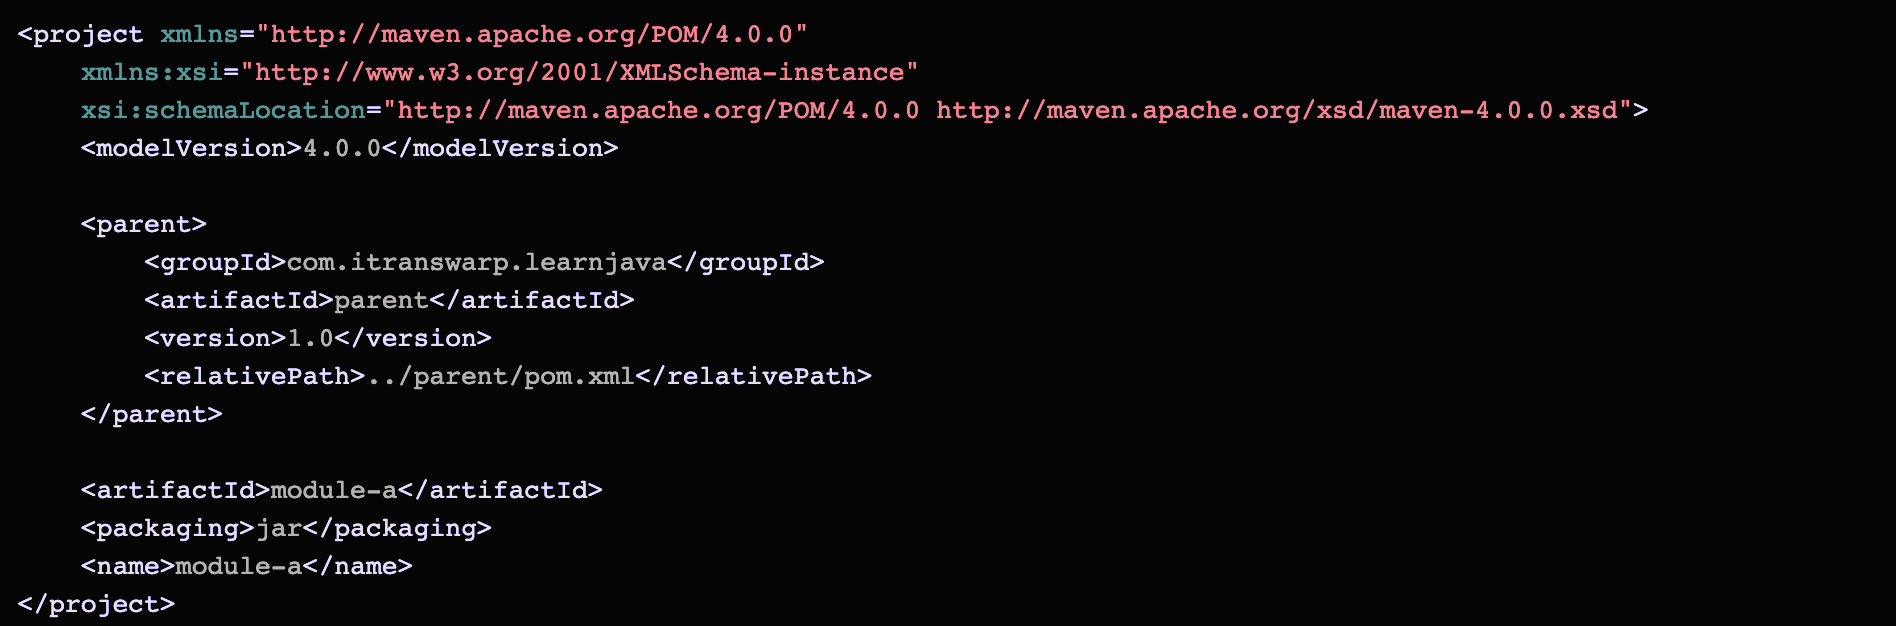 <project xmlns="http://maven.apache.org/POM/4.0.0"
    xmlns:xsi="http://www.w3.org/2001/XMLSchema-instance"
    xsi:schemaLocation="http://maven.apache.org/POM/4.0.0 http://maven.apache.org/xsd/maven-4.0.0.xsd">
    <modelVersion>4.0.0</modelVersion>

    <parent>
        <groupId>com.itranswarp.learnjava</groupId>
        <artifactId>parent</artifactId>
        <version>1.0</version>
        <relativePath>../parent/pom.xml</relativePath>
    </parent>

    <artifactId>module-a</artifactId>
    <packaging>jar</packaging>
    <name>module-a</name>
</project>